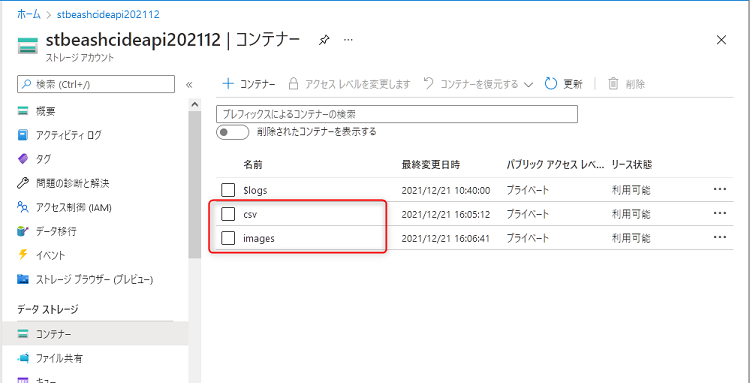 ホーム > stbeashcideapi202112
stbeashcideapi202112 | コンテナー
ストレージ アカウント
検索 (Ctrl+/)
概要
アクティビティ ログ
タグ
問題の診断と解決
アクセス制御 (IAM)
データ移行
イベント
ストレージ ブラウザー (プレビュー)
データ ストレージ
コンテナー
ファイル共有
キュー
コンテナー アクセス レベルを変更します コンテナーを復元する 更新 削除
プレフィックスによるコンテナーの検索
削除されたコンテナーを表示する
名前 最終変更日時 パブリック アクセス レベ... リース状態
$logs 2021/12/21 10:40:00 プライベート 利用可能
csv 2021/12/21 16:05:12 プライベート 利用可能
images 2021/12/21 16:06:41 プライベート 利用可能